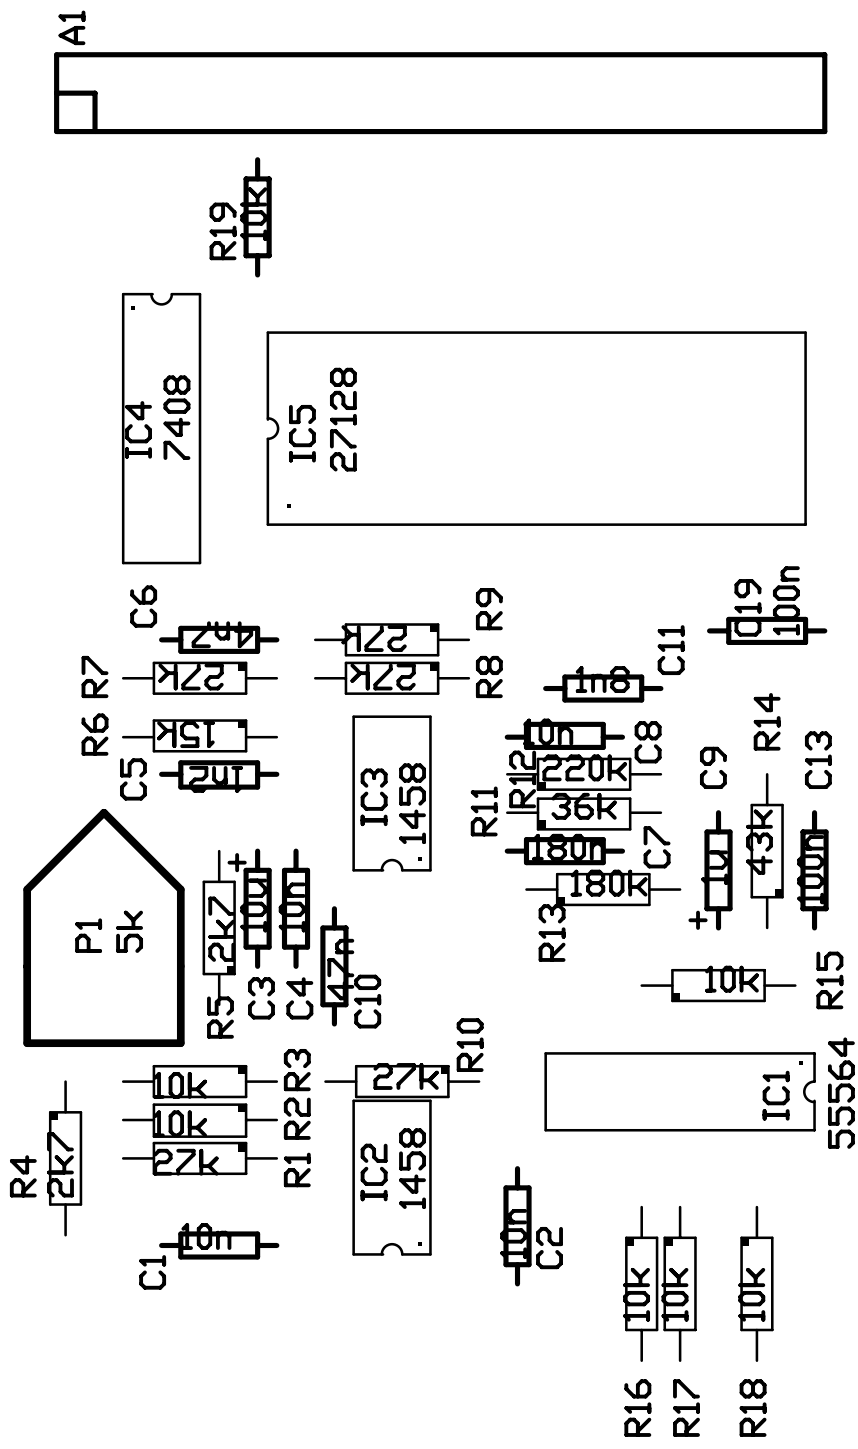 A1
R19
10k
IC4
7408
IC5
27128
C6
4n7
R9
27k
R7
27k
R8
27k
C19
100n
C11
1n8
R6
15k
C5
1n2
IC3
1458
10n
C8
R12
220k
R11
36k
180n
C7
R14
43k
C9
1u
+
C13
100n
P1
5k
R5
2k7
+
10u
C3
10n
C4
47n
C10
R13
180k
R15
10k
R10
27k
R3
10k
R2
10k
R1
27k
R4
2k7
IC2
1458
IC1
55564
C1
10n
C2
10n
R16
10k
R17
10k
R18
10k